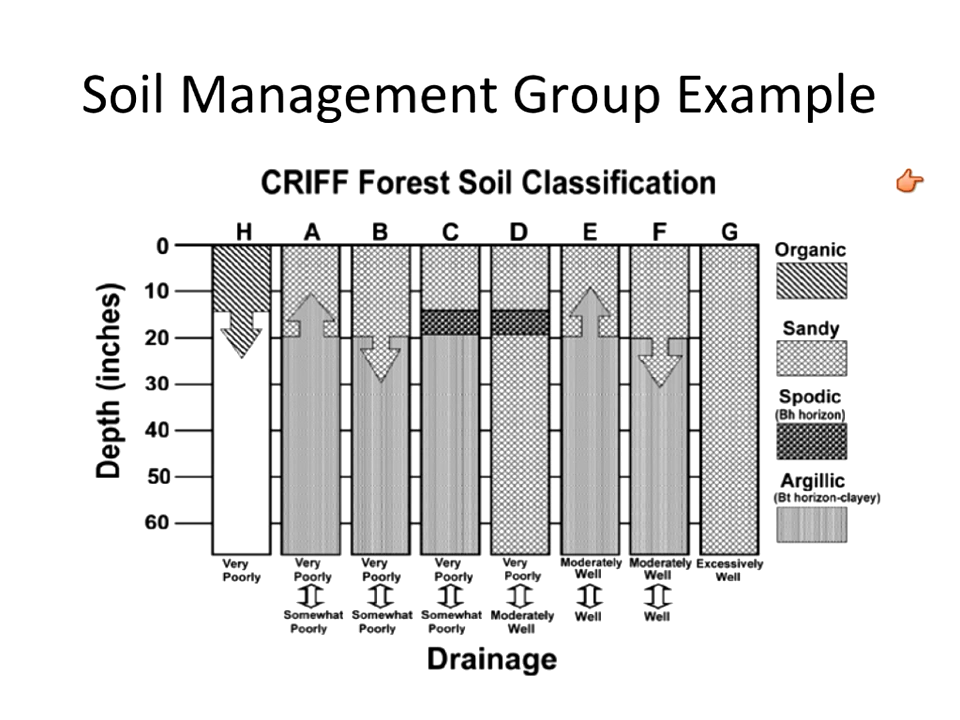 Soil Management Group Example
CRIFF Forest Soil Classification
H A B C D E F G
0
10
20
30
40
50
60
Depth (inches)
Organic
Sandy
Spodic
(Bh horizon)
Argillic
(Bt horizon-clayey)
Very Very Very Very Very Moderately Moderately Excessively
Poorly Poorly Poorly Poorly Poorly Well Well Well
Somewhat Somewhat Somewhat Moderately Well Well
Poorly Poorly Poorly Well
Drainage